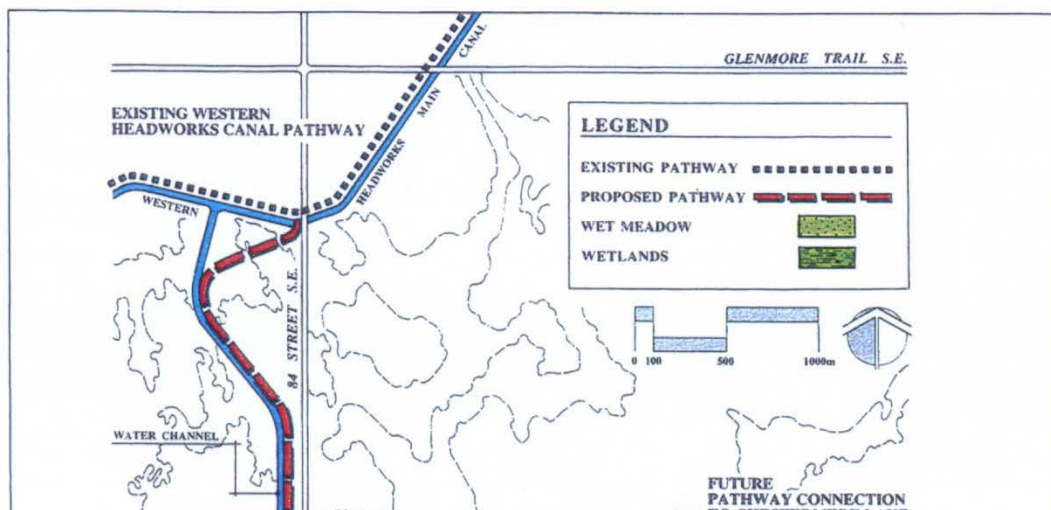 GLENMORE TRAIL S.E.
CANAL
MAIN
HEADWORKS
WESTERN
EXISTING WESTERN
HEADWORKS CANAL PATHWAY
LEGEND
EXISTING PATHWAY
PROPOSED PATHWAY
WET MEADOW
WETLANDS
84 STREET S.E.
0 100 500 1000m
WATER CHANNEL
FUTURE
PATHWAY CONNECTION